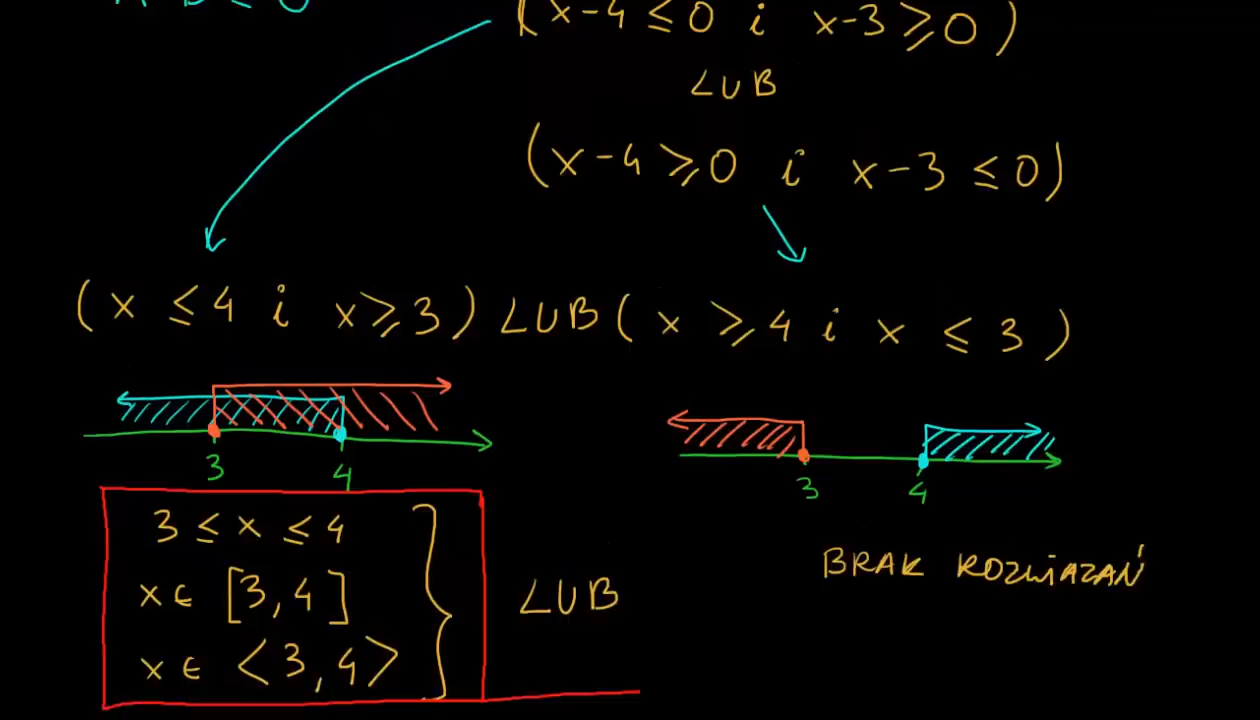 (x-4 ≤ 0 i x-3 ⩾ 0)
LUB
(x-4 ⩾ 0 i x-3 ≤ 0)
(x ≤ 4 i x ⩾ 3) LUB (x ⩾ 4 i x ≤ 3)
3 4
3 4
3 ≤ x ≤ 4
x ∈ [3,4]
x ∈ <3,4>
LUB
BRAK ROZWIAZAŃ